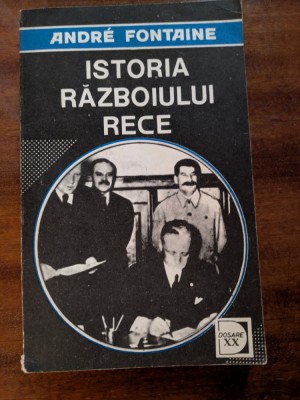 ANDRÉ FONTAINE
ISTORIA
RĂZBOIULUI
RECE
DOSARE
XX